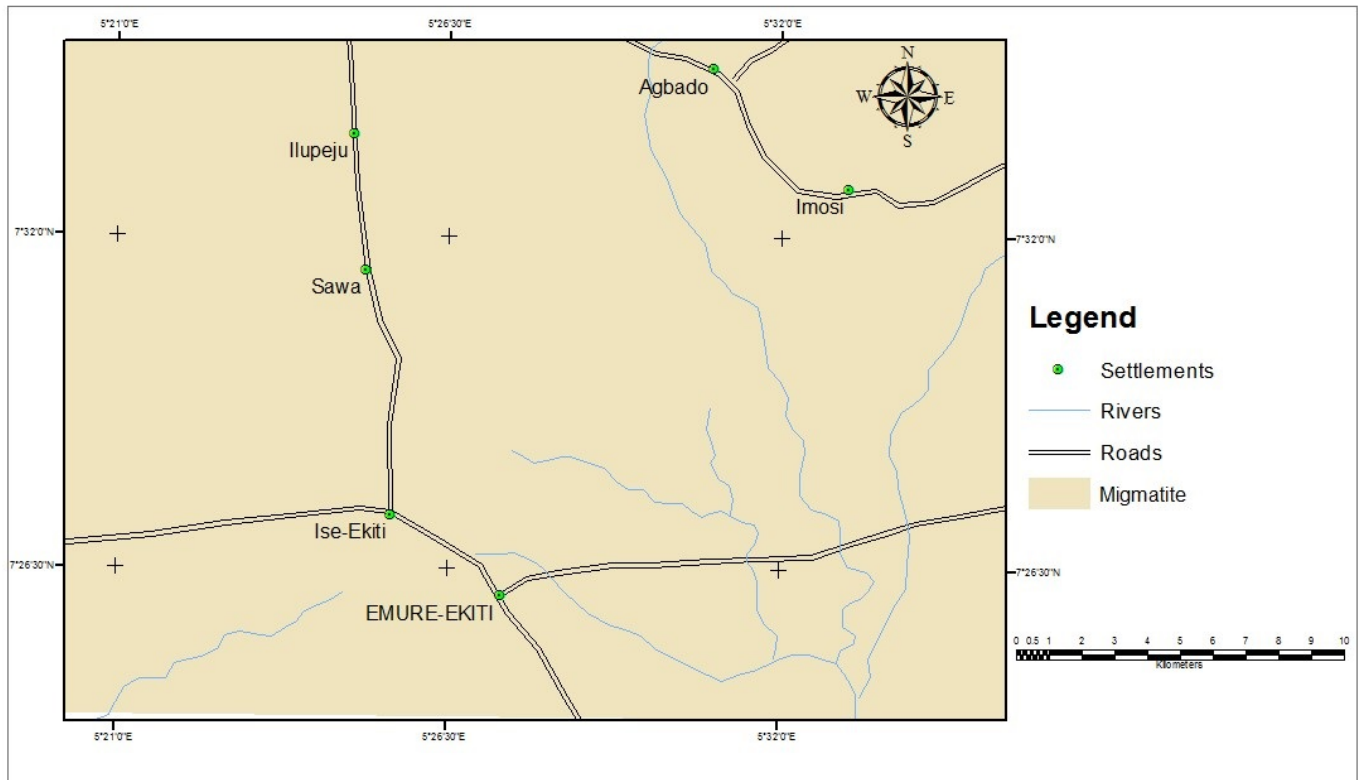 5°21'0"E 5°26'30"E 5°32'0"E
N
W E
S
Agbado
Ilupeju
Imosi
7°32'0"N 7°32'0"N
Sawa
Legend
Settlements
Rivers
Roads
Migmatite
Ise-Ekiti
7°26'30"N 7°26'30"N
EMURE-EKITI
0 0.5 1 2 3 4 5 6 7 8 9 10
Kilometers
5°21'0"E 5°26'30"E 5°32'0"E